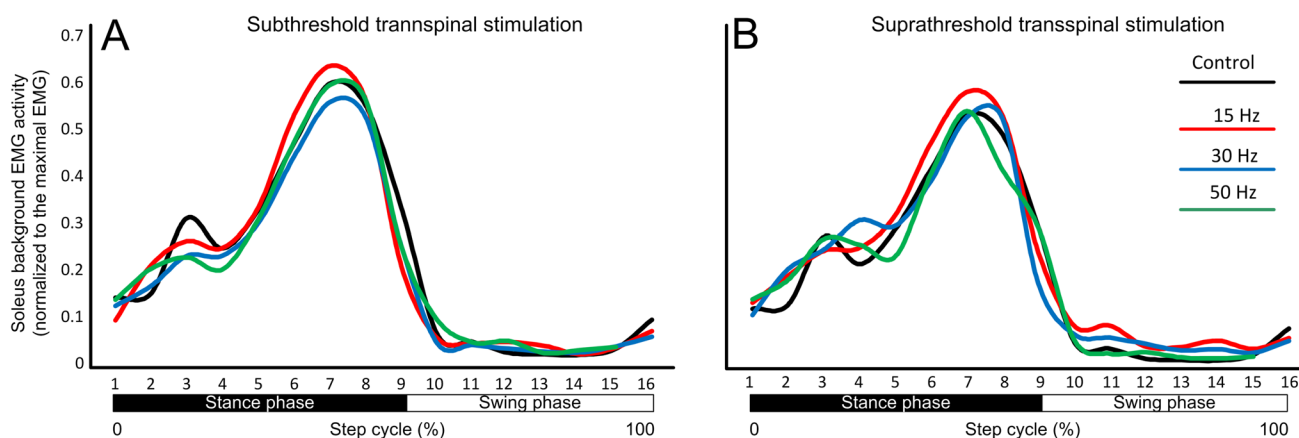 A
Subthreshold trannspinal stimulation
Soleus background EMG activity
(normalized to the maximal EMG)
0.7
0.6
0.5
0.4
0.3
0.2
0.1
0
1 2 3 4 5 6 7 8 9 10 11 12 13 14 15 16
Stance phase Swing phase
0 Step cycle (%) 100
B
Suprathreshold transspinal stimulation
Control
15 Hz
30 Hz
50 Hz
1 2 3 4 5 6 7 8 9 10 11 12 13 14 15 16
Stance phase Swing phase
0 Step cycle (%) 100